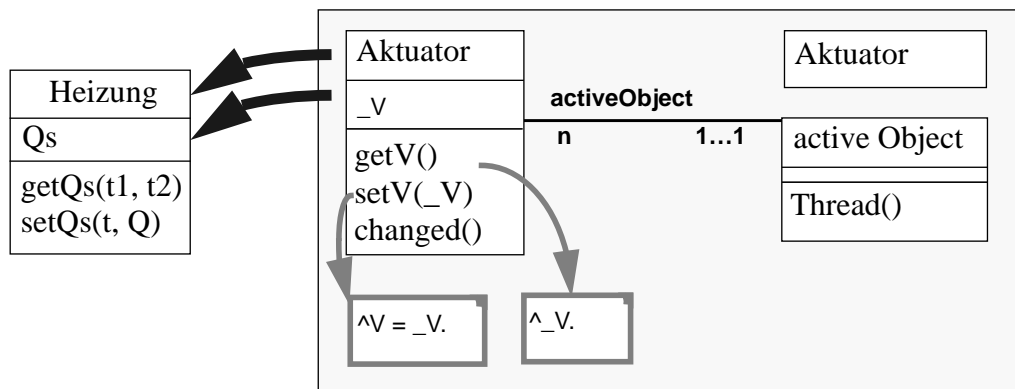 Heizung
Qs
getQs(t1, t2)
setQs(t, Q)
Aktuator
_V
getV()
setV(_V)
changed()
activeObject
n
1...1
Aktuator
active Object
Thread()
^V = _V.
^_V.